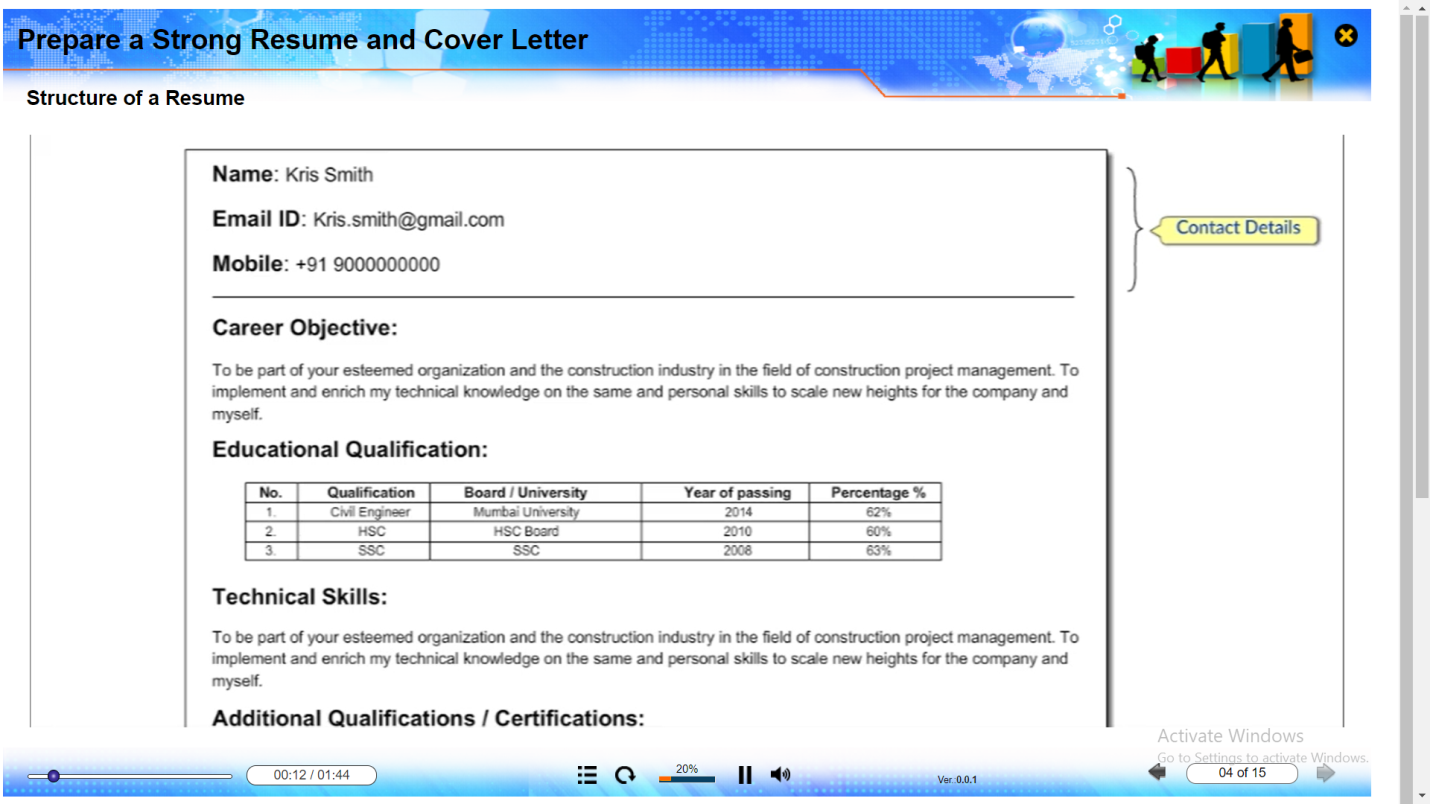 Prepare a Strong Resume and Cover Letter
Structure of a Resume
Name: Kris Smith
Email ID: Kris.smith@gmail.com
Mobile: +91 9000000000
Contact Details
Career Objective:
To be part of your esteemed organization and the construction industry in the field of construction project management. To
implement and enrich my technical knowledge on the same and personal skills to scale new heights for the company and
myself.
Educational Qualification:
No. Qualification Board / University Year of passing Percentage %
1. Civil Engineer Mumbai University 2014 62%
2. HSC HSC Board 2010 60%
3. SSC SSC 2008 63%
Technical Skills:
To be part of your esteemed organization and the construction industry in the field of construction project management. To
implement and enrich my technical knowledge on the same and personal skills to scale new heights for the company and
myself.
Additional Qualifications / Certifications:
Activate Windows
Go to Settings to activate Windows.
00:12 / 01:44
20%
Ver.:0.0.1
04 of 15